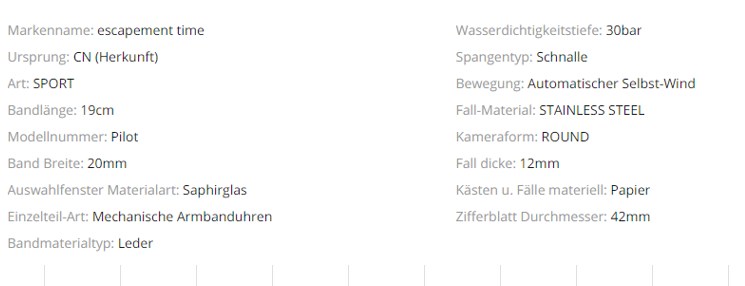 Markenname: escapement time
Ursprung: CN (Herkunft)
Art: SPORT
Bandlänge: 19cm
Modellnummer: Pilot
Band Breite: 20mm
Auswahlfenster Materialart: Saphirglas
Einzelteil-Art: Mechanische Armbanduhren
Bandmaterialtyp: Leder
Wasserdichtigkeitstiefe: 30bar
Spangentyp: Schnalle
Bewegung: Automatischer Selbst-Wind
Fall-Material: STAINLESS STEEL
Kameraform: ROUND
Fall dicke: 12mm
Kästen u. Fälle materiell: Papier
Zifferblatt Durchmesser: 42mm